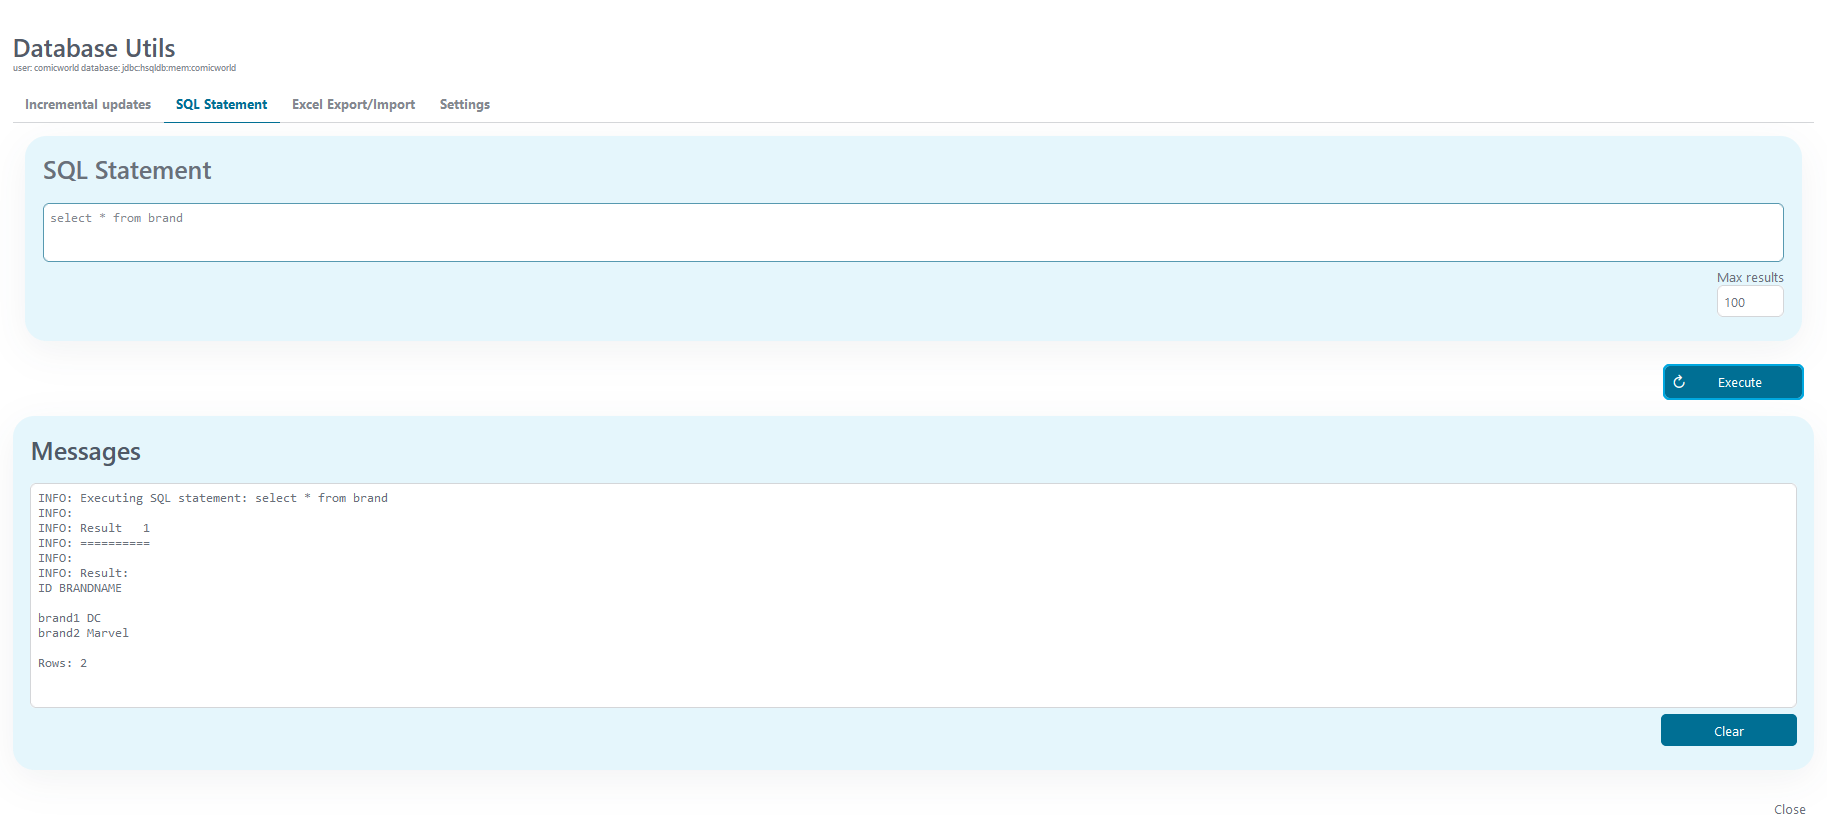 Database Utils
user: comicworld database: jdbc:hsqldb:mem:comicworld
Incremental updates SQL Statement Excel Export/Import Settings
SQL Statement
select * from brand
Max results
100
Execute
Messages
INFO: Executing SQL statement: select * from brand
INFO:
INFO: Result   1
INFO: ==========
INFO:
INFO: Result:
ID BRANDNAME
brand1 DC
brand2 Marvel
Rows: 2
Clear
Close